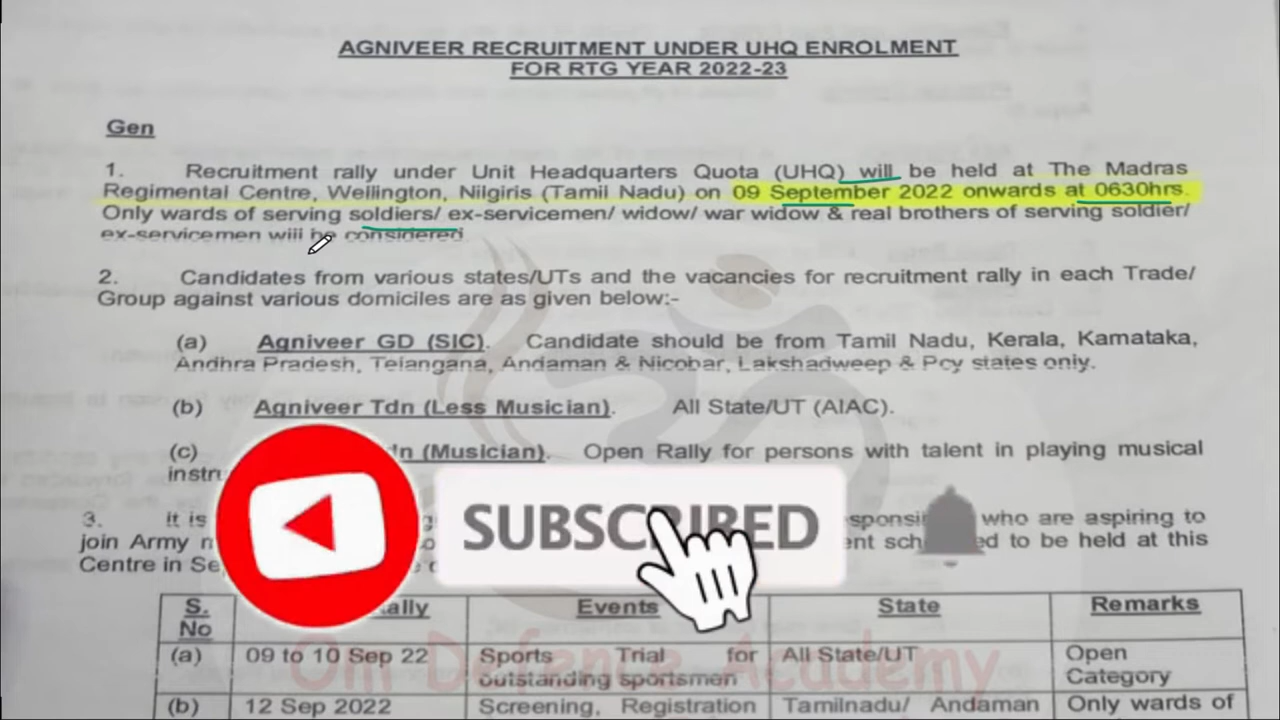 AGNIVEER RECRUITMENT UNDER UHQ ENROLMENT
FOR RTG YEAR 2022-23
Gen
1. Recruitment rally under Unit Headquarters Quota (UHQ) will be held at The Madras
Regimental Centre, Wellington, Nilgiris (Tamil Nadu) on 09 September 2022 onwards at 0630hrs.
Only wards of serving soldiers/ ex-servicemen/ widow/ war widow & real brothers of serving soldier/
ex-servicemen will be considered.
2. Candidates from various states/UTs and the vacancies for recruitment rally in each Trade/
Group against various domiciles are as given below:-
(a) Agniveer GD (SIC). Candidate should be from Tamil Nadu, Kerala, Karnataka,
Andhra Pradesh, Telangana, Andaman & Nicobar, Lakshadweep & Pcy states only.
(b) Agniveer Tdn (Less Musician). All State/UT (AIAC).
(c) (Musician). Open Rally for persons with talent in playing musical
3. It is who are aspiring to
join Army to be held at this
Centre in
SUBSCRIBED
S. No Events State Remarks
(a) 09 to 10 Sep 22 Sports Trial for All State/UT Open
outstanding sportsmen Category
(b) 12 Sep 2022 Screening, Registration Tamilnadu/ Andaman Only wards of
Om Defence Academy